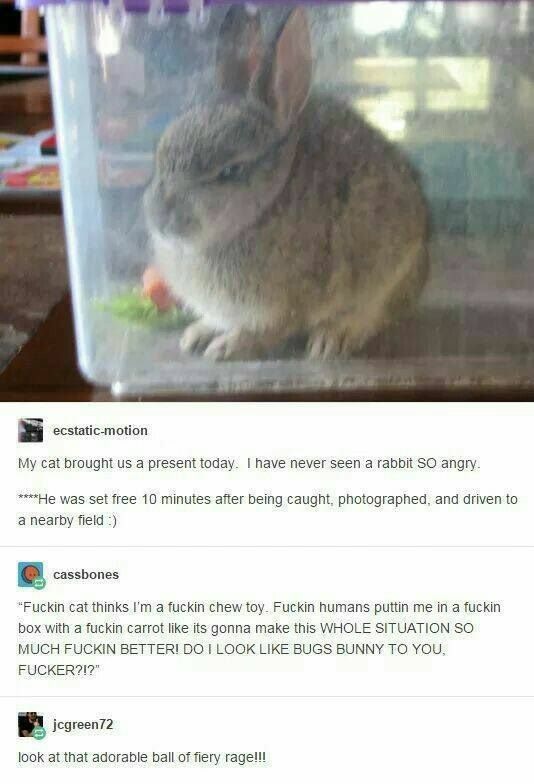 ecstatic-motion
My cat brought us a present today. I have never seen a rabbit SO angry.
****He was set free 10 minutes after being caught, photographed, and driven to
a nearby field :)
cassbones
“Fuckin cat thinks I’m a fuckin chew toy. Fuckin humans puttin me in a fuckin
box with a fuckin carrot like its gonna make this WHOLE SITUATION SO
MUCH FUCKIN BETTER! DO I LOOK LIKE BUGS BUNNY TO YOU,
FUCKER?!?”
jcgreen72
look at that adorable ball of fiery rage!!!